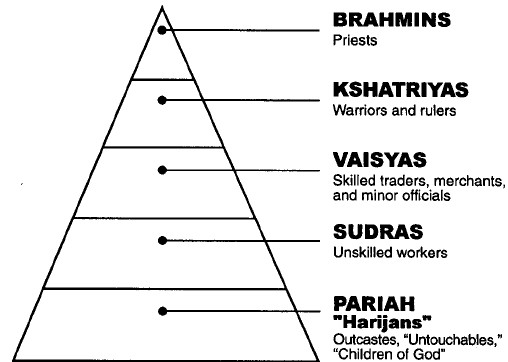 BRAHMINS
Priests
KSHATRIYAS
Warriors and rulers
VAISYAS
Skilled traders, merchants,
and minor officials
SUDRAS
Unskilled workers
PARIAH
"Harijans"
Outcastes, "Untouchables,"
"Children of God"